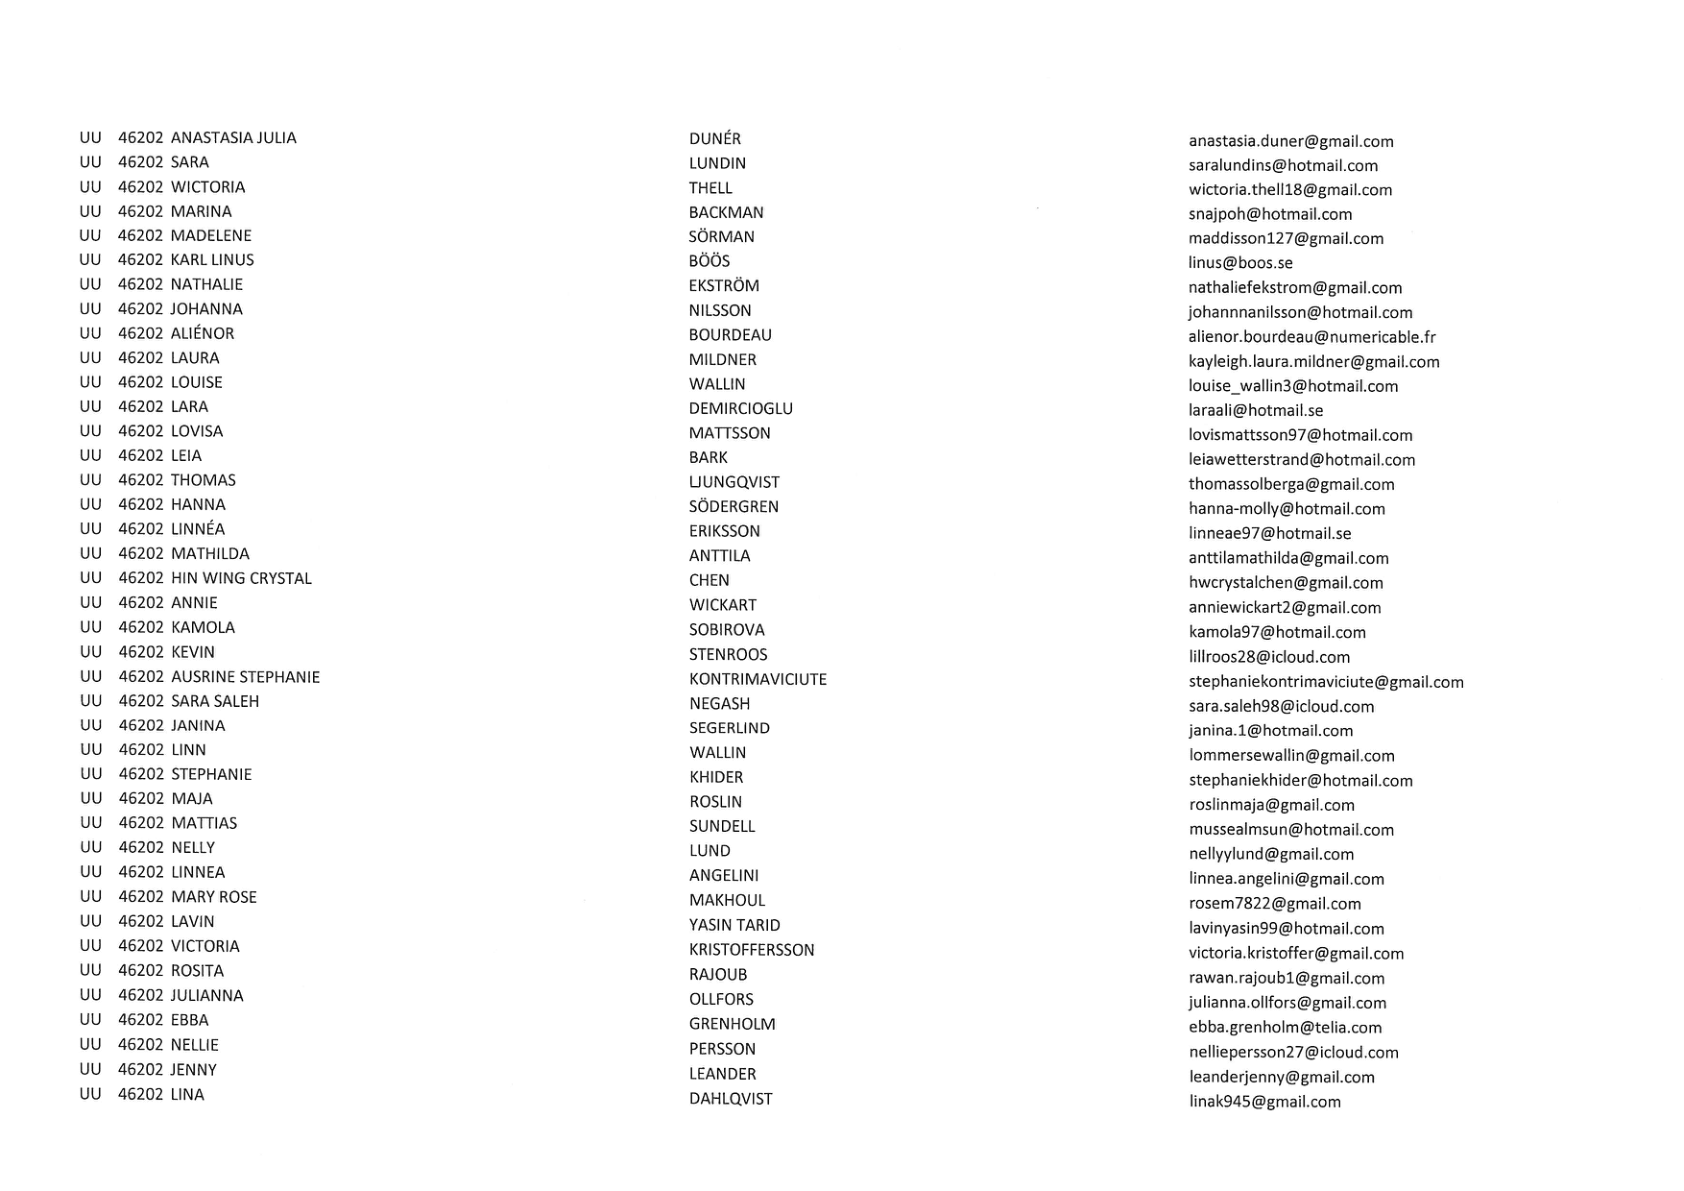 UU 46202 ANASTASIA JULIA DUNÉR anastasia.duner@gmail.com
UU 46202 SARA LUNDIN saralundins@hotmail.com
UU 46202 WICTORIA THELL wictoria.thell18@gmail.com
UU 46202 MARINA BACKMAN snajpoh@hotmail.com
UU 46202 MADELENE SÖRMAN maddisson127@gmail.com
UU 46202 KARL LINUS BÖÖS linus@boos.se
UU 46202 NATHALIE EKSTRÖM nathaliefekstrom@gmail.com
UU 46202 JOHANNA NILSSON johannnanilsson@hotmail.com
UU 46202 ALIÉNOR BOURDEAU alienor.bourdeau@numericable.fr
UU 46202 LAURA MILDNER kayleigh.laura.mildner@gmail.com
UU 46202 LOUISE WALLIN louise_wallin3@hotmail.com
UU 46202 LARA DEMIRCIOGLU laraali@hotmail.se
UU 46202 LOVISA MATTSSON lovismattsson97@hotmail.com
UU 46202 LEIA BARK leiawetterstrand@hotmail.com
UU 46202 THOMAS LJUNGQVIST thomassolberga@gmail.com
UU 46202 HANNA SÖDERGREN hanna-molly@hotmail.com
UU 46202 LINNÉA ERIKSSON linneae97@hotmail.se
UU 46202 MATHILDA ANTTILA anttilamathilda@gmail.com
UU 46202 HIN WING CRYSTAL CHEN hwcrystalchen@gmail.com
UU 46202 ANNIE WICKART anniewickart2@gmail.com
UU 46202 KAMOLA SOBIROVA kamola97@hotmail.com
UU 46202 KEVIN STENROOS lillroos28@icloud.com
UU 46202 AUSRINE STEPHANIE KONTRIMAVICIUTE stephaniekontrimaviciute@gmail.com
UU 46202 SARA SALEH NEGASH sara.saleh98@icloud.com
UU 46202 JANINA SEGERLIND janina.1@hotmail.com
UU 46202 LINN WALLIN lommersewallin@gmail.com
UU 46202 STEPHANIE KHIDER stephaniekhider@hotmail.com
UU 46202 MAJA ROSLIN roslinmaja@gmail.com
UU 46202 MATTIAS SUNDELL mussealmsun@hotmail.com
UU 46202 NELLY LUND nellyylund@gmail.com
UU 46202 LINNEA ANGELINI linnea.angelini@gmail.com
UU 46202 MARY ROSE MAKHOUL rosem7822@gmail.com
UU 46202 LAVIN YASIN TARID lavinyasin99@hotmail.com
UU 46202 VICTORIA KRISTOFFERSSON victoria.kristoffer@gmail.com
UU 46202 ROSITA RAJOUB rawan.rajoub1@gmail.com
UU 46202 JULIANNA OLLFORS julianna.ollfors@gmail.com
UU 46202 EBBA GRENHOLM ebba.grenholm@telia.com
UU 46202 NELLIE PERSSON nelliepersson27@icloud.com
UU 46202 JENNY LEANDER leanderjenny@gmail.com
UU 46202 LINA DAHLQVIST linak945@gmail.com